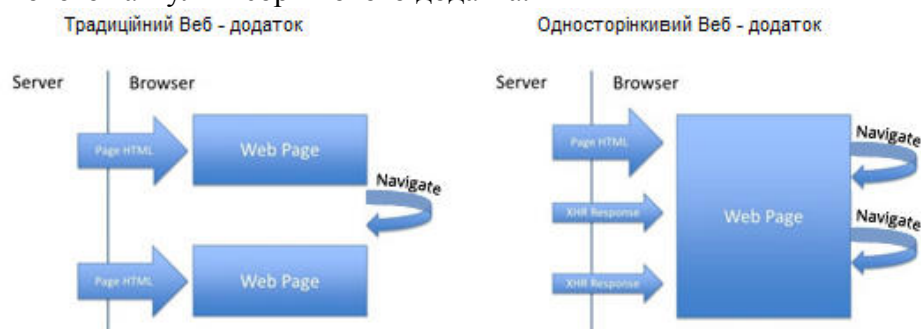 Традиційний Веб - додаток
Односторінкивий Веб - додаток
Server
Browser
Page HTML
Web Page
Navigate
Page HTML
Web Page
Server
Browser
Page HTML
XHR Response
XHR Response
Web Page
Navigate
Navigate